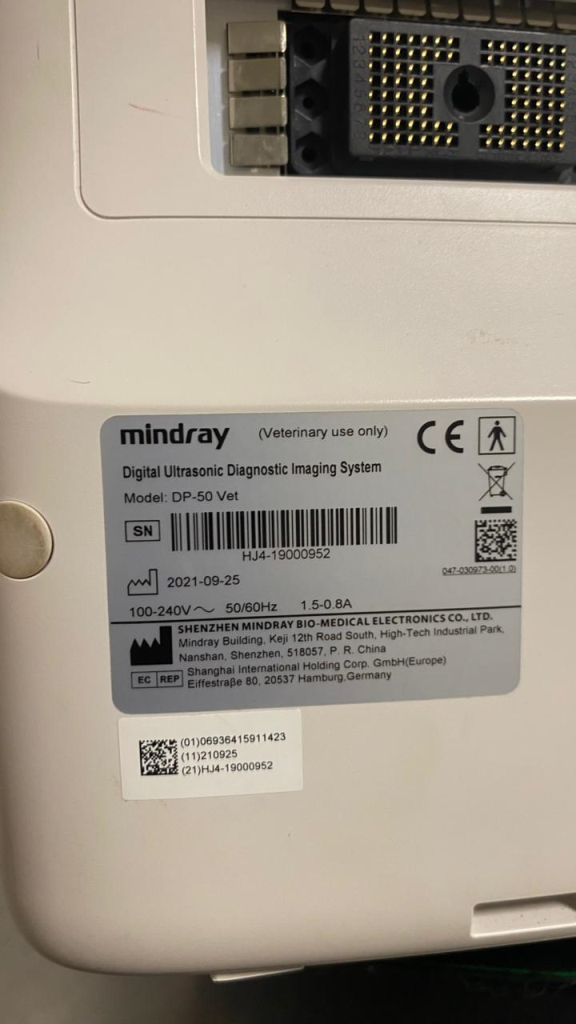 mindray (Veterinary use only)
Digital Ultrasonic Diagnostic Imaging System
Model: DP-50 Vet
SN
HJ4-19000952
047-030973-00(1.0)
2021-09-25
100-240V～ 50/60Hz 1.5-0.8A
SHENZHEN MINDRAY BIO-MEDICAL ELECTRONICS CO., LTD.
Mindray Building, Keji 12th Road South, High-Tech Industrial Park,
Nanshan, Shenzhen, 518057, P. R. China
EC REP Shanghai International Holding Corp. GmbH(Europe)
Eiffestraβe 80, 20537 Hamburg,Germany
(01)06936415911423
(11)210925
(21)HJ4-19000952
CE